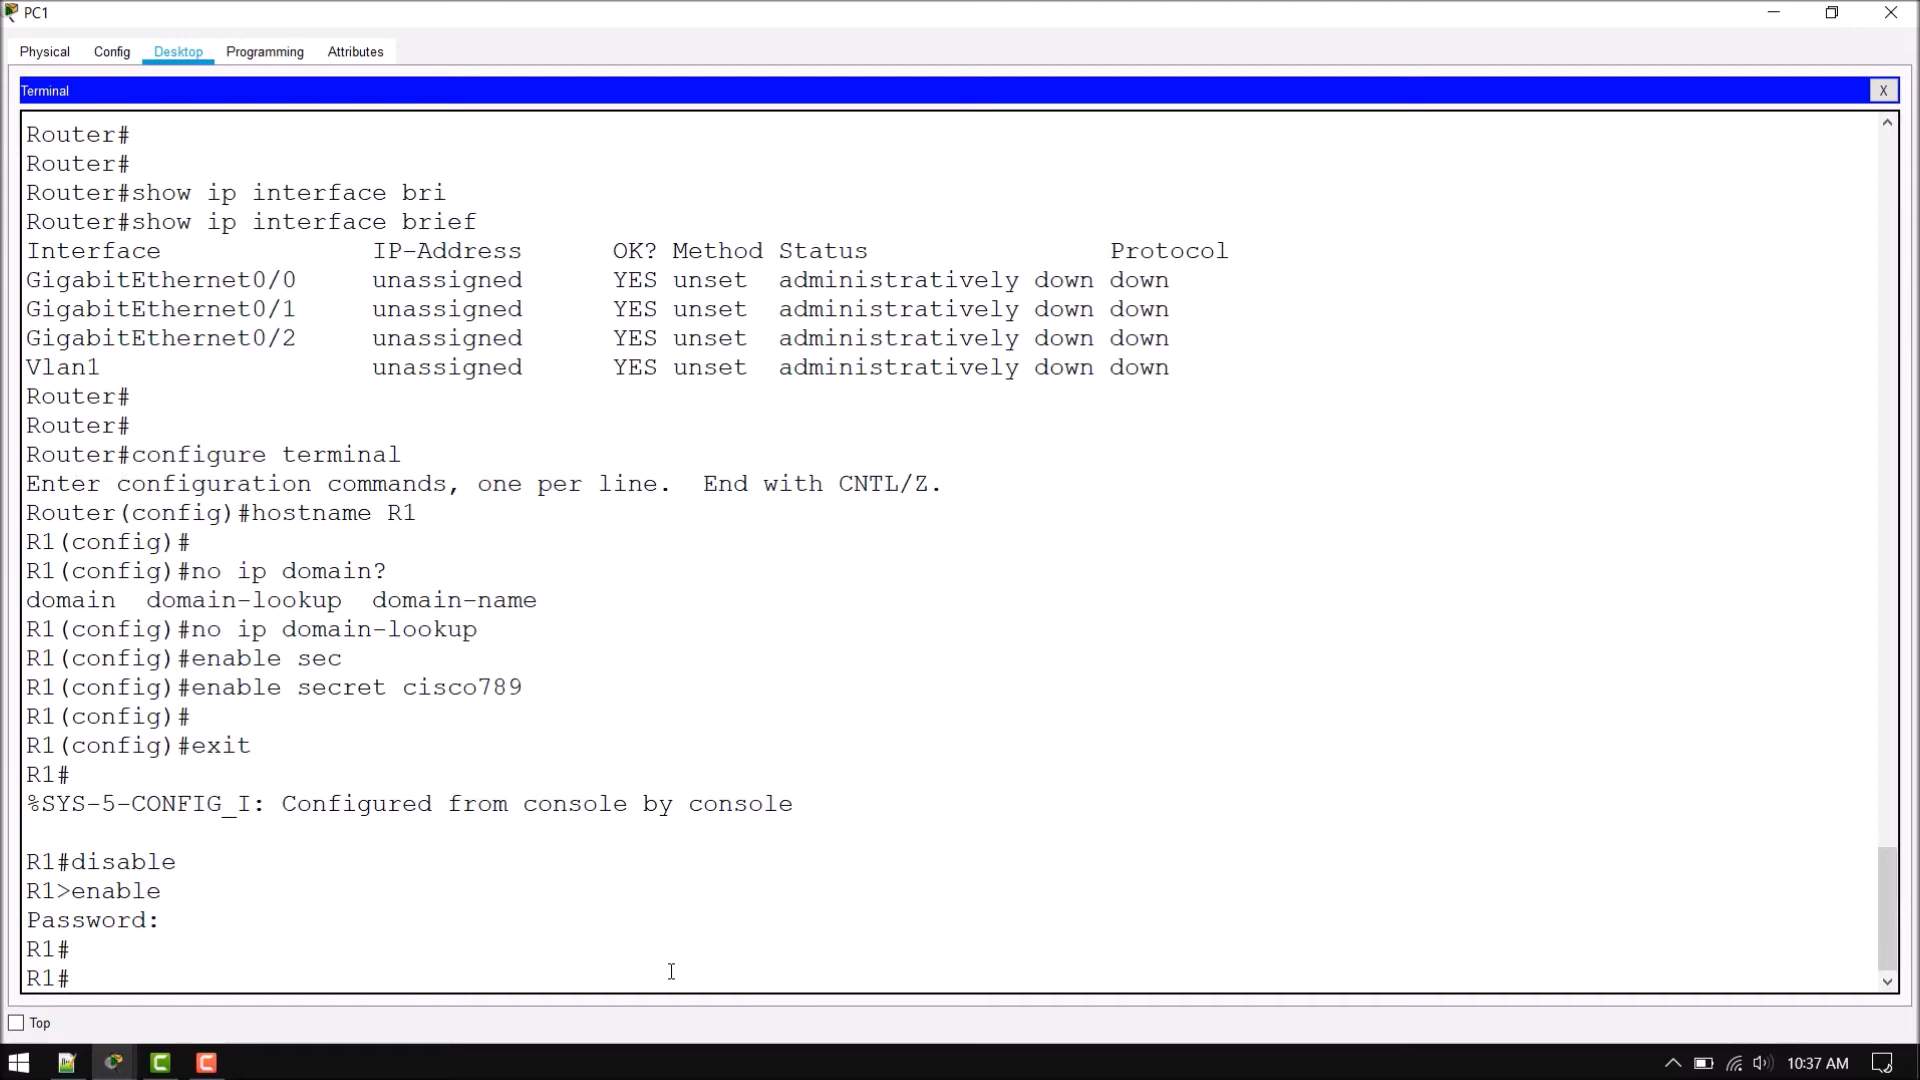 PC1
Physical Config Desktop Programming Attributes
Terminal X
Router#
Router#
Router#show ip interface bri
Router#show ip interface brief
Interface IP-Address OK? Method Status Protocol
GigabitEthernet0/0 unassigned YES unset administratively down down
GigabitEthernet0/1 unassigned YES unset administratively down down
GigabitEthernet0/2 unassigned YES unset administratively down down
Vlan1 unassigned YES unset administratively down down
Router#
Router#
Router#configure terminal
Enter configuration commands, one per line. End with CNTL/Z.
Router(config)#hostname R1
R1(config)#
R1(config)#no ip domain?
domain domain-lookup domain-name
R1(config)#no ip domain-lookup
R1(config)#enable sec
R1(config)#enable secret cisco789
R1(config)#
R1(config)#exit
R1#
%SYS-5-CONFIG_I: Configured from console by console
R1#disable
R1>enable
Password:
R1#
R1#
Top
10:37 AM